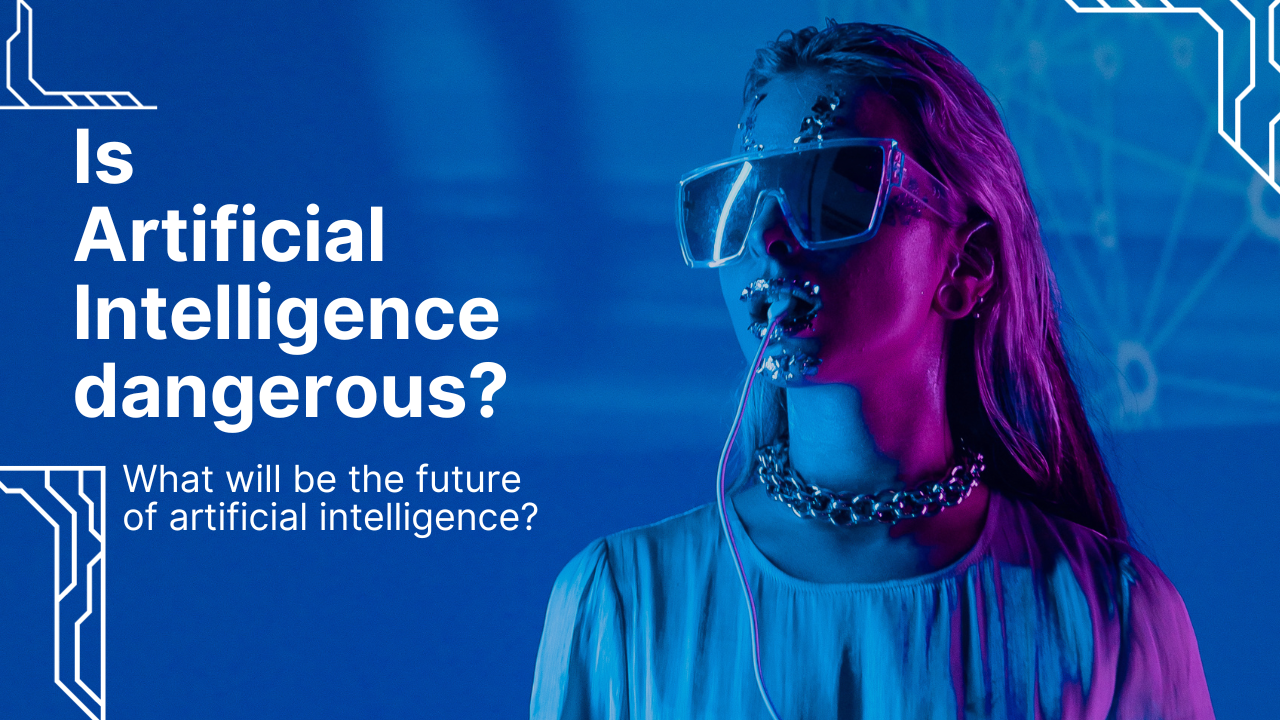 Is
Artificial
Intelligence
dangerous?
What will be the future
of artificial intelligence?